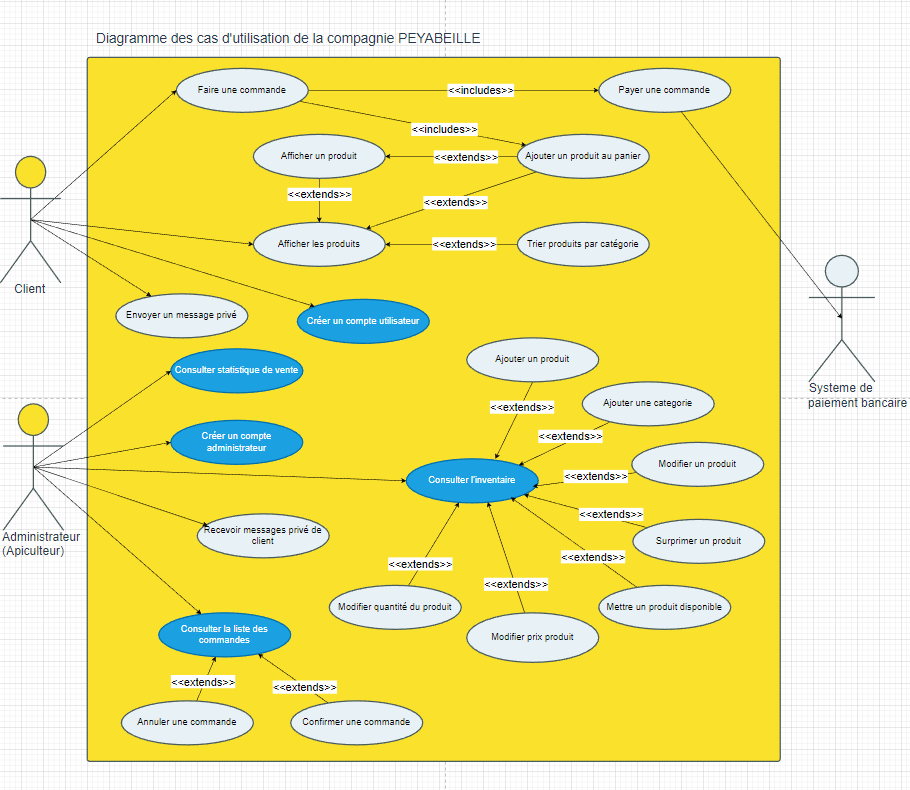 Diagramme des cas d'utilisation de la compagnie PEYABEILLE
Faire une commande
<<includes>>
Payer une commande
<<includes>>
Afficher un produit
<<extends>>
Ajouter un produit au panier
<<extends>>
<<extends>>
Afficher les produits
<<extends>>
Trier produits par catégorie
Client
Envoyer un message privé
Créer un compte utilisateur
Consulter statistique de vente
Ajouter un produit
Systeme de
paiement bancaire
<<extends>>
Ajouter une categorie
Créer un compte
administrateur
<<extends>>
Modifier un produit
<<extends>>
Consulter l'inventaire
<<extends>>
Administrateur
(Apiculteur)
Recevoir messages privé de
client
Surprimer un produit
<<extends>>
<<extends>>
<<extends>>
Modifier quantité du produit
Mettre un produit disponible
Modifier prix produit
Consulter la liste des
commandes
<<extends>>
<<extends>>
Annuler une commande
Confirmer une commande